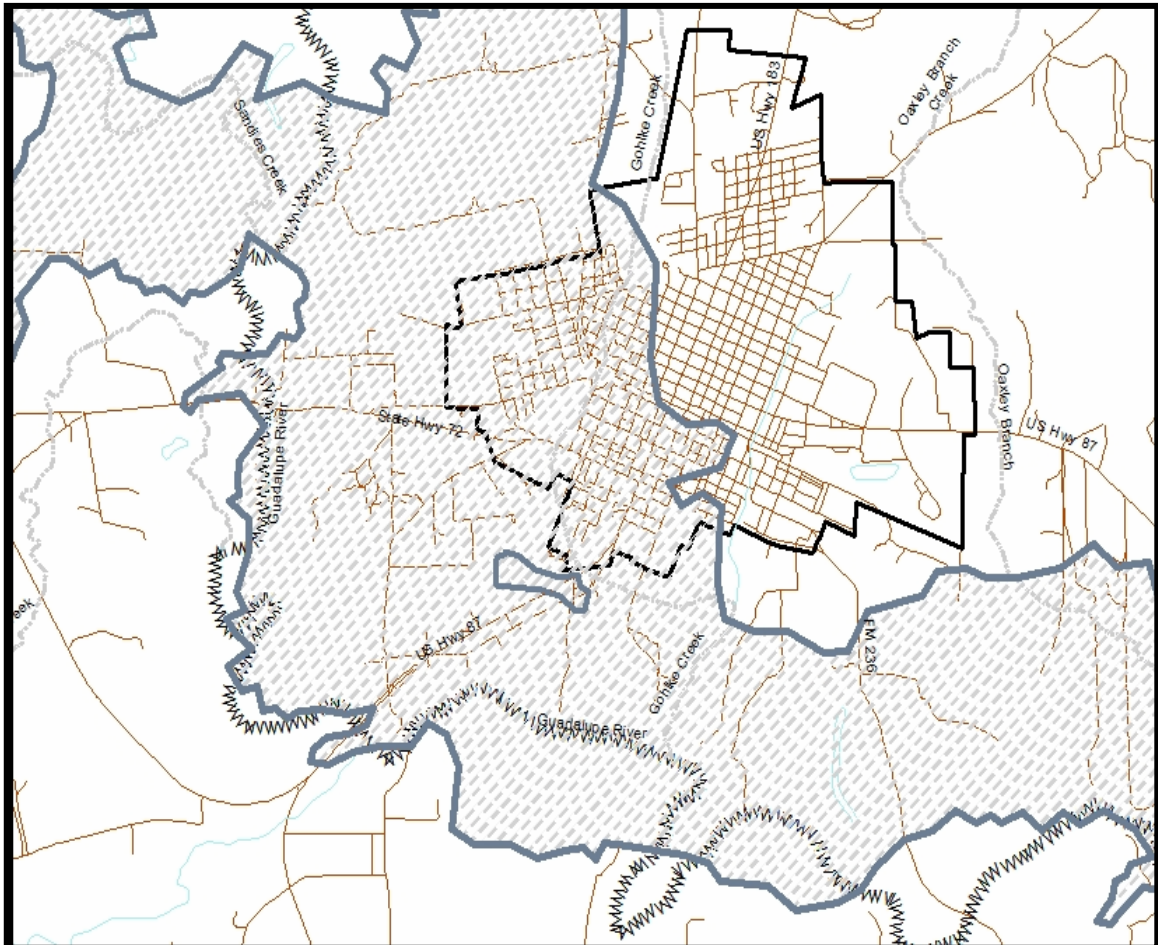 Gohlke Creek
US Hwy 183
Oaxley Branch
Creek
Sandies Creek
State Hwy 72
Guadalupe River
Oaxley Branch
US Hwy 87
eek
US Hwy 87
FM 236
Gohlke Creek
Guadalupe River